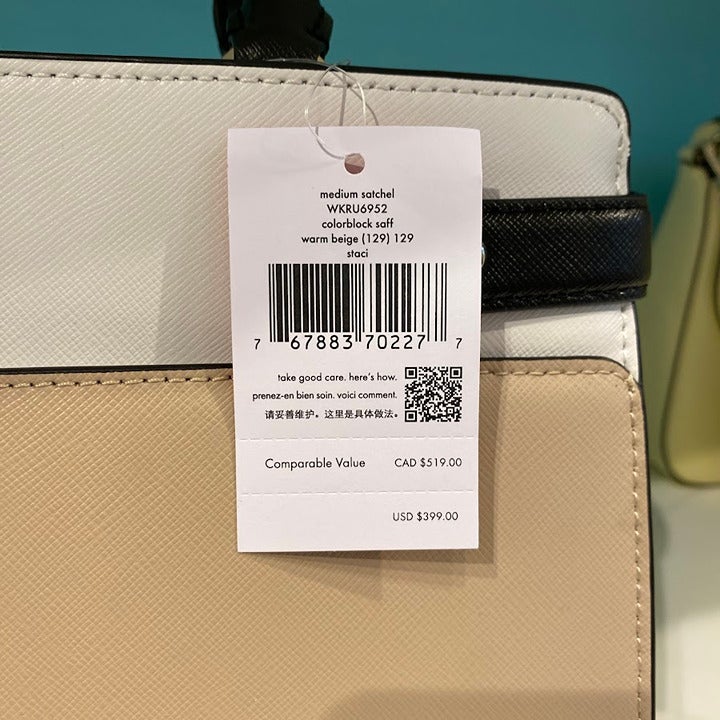 medium satchel
WKRU6952
colorblock saff
warm beige (129) 129
staci
7 67883 70227 7
take good care. here's how.
prenez-en bien soin. voici comment.
请妥善维护。这里是具体做法。
Comparable Value CAD $519.00
USD $399.00